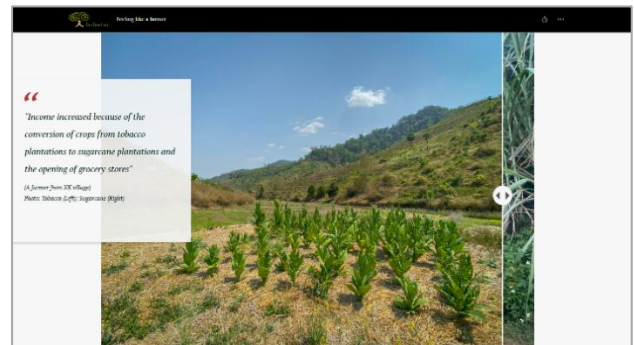 Feeling like a farmer
“
"Income increased because of the
conversion of crops from tobacco
plantations to sugarcane plantations and
the opening of grocery stores"
(A farmer from XK village)
Photo: Tobacco (Left); Sugarcane (Right)